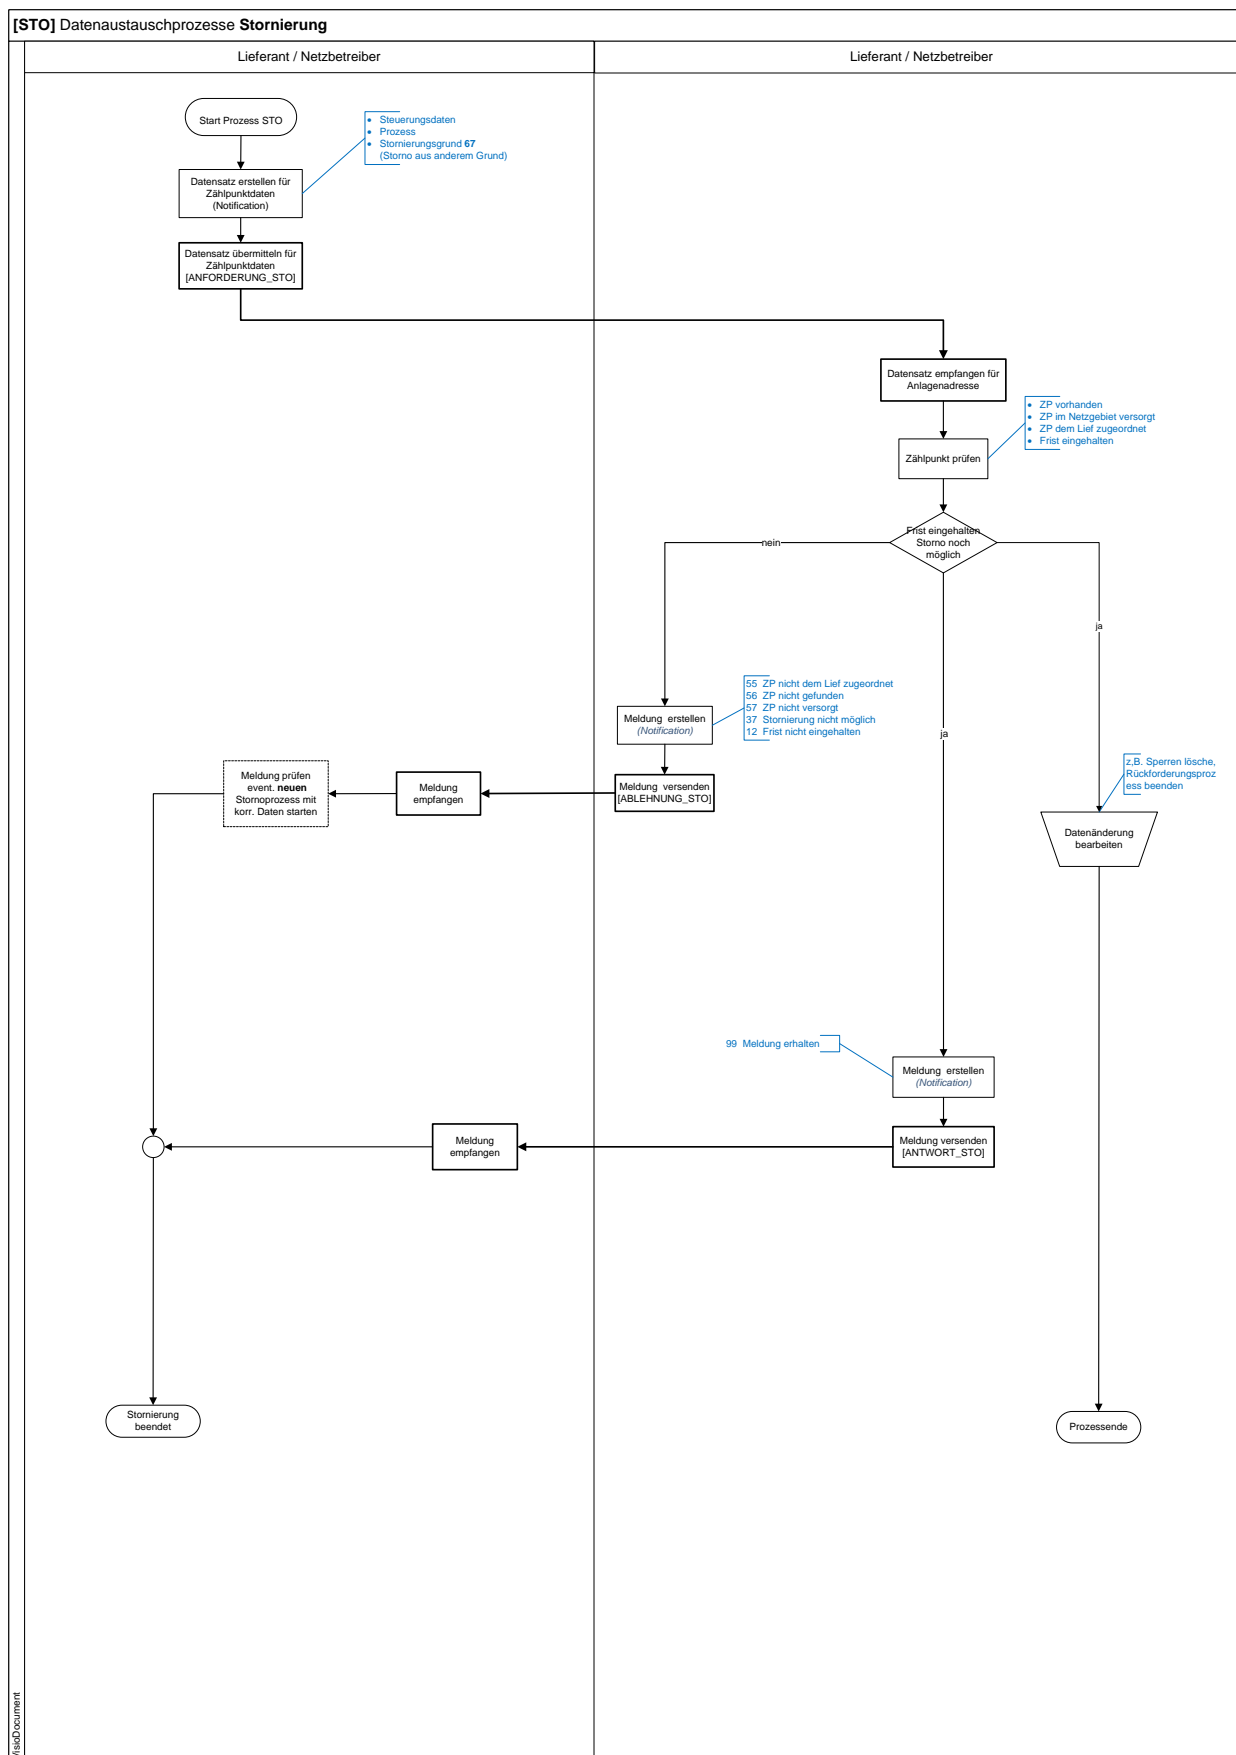 [STO] Datenaustauschprozesse Stornierung
Lieferant / Netzbetreiber
Lieferant / Netzbetreiber
Start Prozess STO
• Steuerungsdaten
• Prozess
• Stornierungsgrund 67
(Storno aus anderem Grund)
Datensatz erstellen für
Zählpunktdaten
(Notification)
Datensatz übermitteln für
Zählpunktdaten
[ANFORDERUNG_STO]
Datensatz empfangen für
Anlagenadresse
• ZP vorhanden
• ZP im Netzgebiet versorgt
• ZP dem Lief zugeordnet
• Frist eingehalten
Zählpunkt prüfen
Frist eingehalten
Storno noch
möglich
nein
ja
ja
55 ZP nicht dem Lief zugeordnet
56 ZP nicht gefunden
57 ZP nicht versorgt
37 Stornierung nicht möglich
12 Frist nicht eingehalten
Meldung erstellen
(Notification)
Meldung versenden
[ABLEHNUNG_STO]
Meldung
empfangen
Meldung prüfen
event. neuen
Stornoprozess mit
korr. Daten starten
z,B. Sperren lösche,
Rückforderungsproz
ess beenden
Datenänderung
bearbeiten
99 Meldung erhalten
Meldung erstellen
(Notification)
Meldung versenden
[ANTWORT_STO]
Meldung
empfangen
Stornierung
beendet
Prozessende
VisioDocument